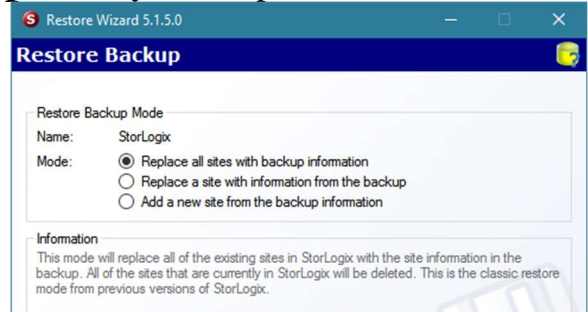 Restore Wizard 5.1.5.0
Restore Backup
Restore Backup Mode
Name: StorLogix
Mode: Replace all sites with backup information
Replace a site with information from the backup
Add a new site from the backup information
Information
This mode will replace all of the existing sites in StorLogix with the site information in the
backup. All of the sites that are currently in StorLogix will be deleted. This is the classic restore
mode from previous versions of StorLogix.